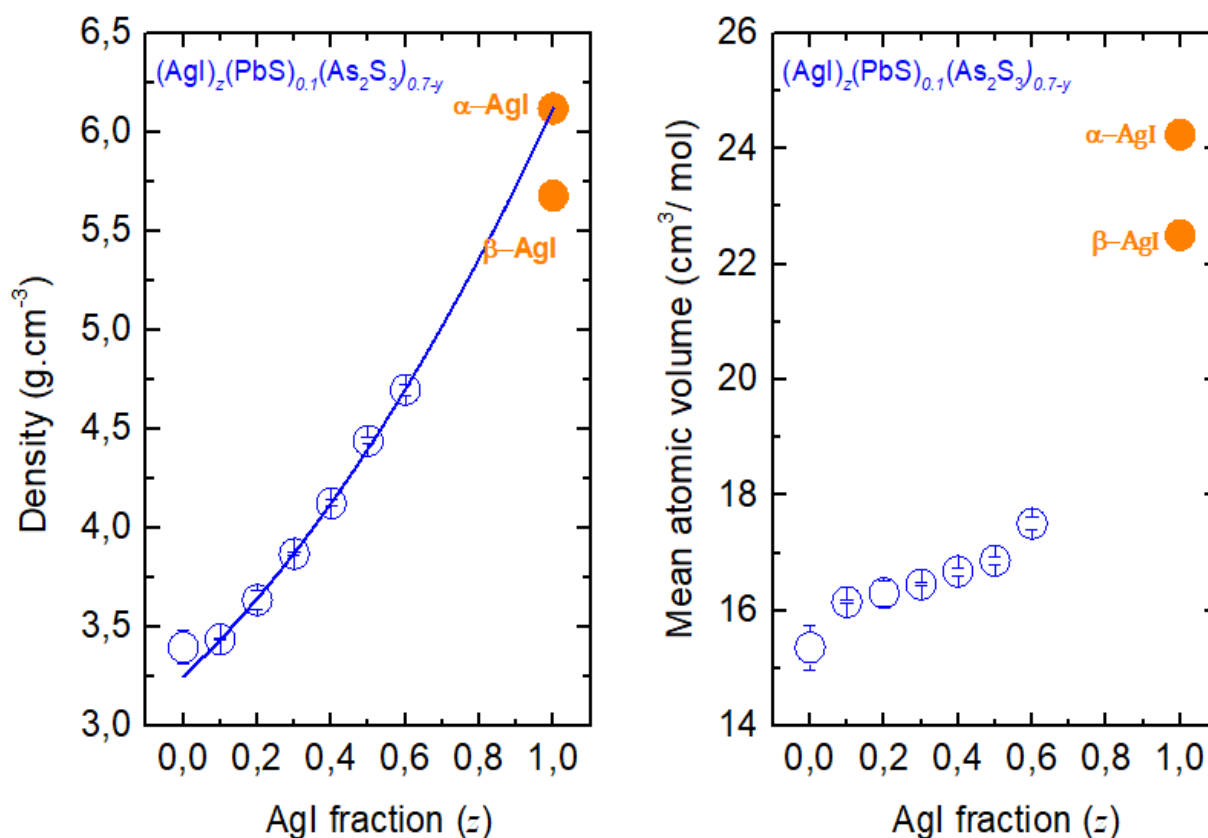 6,5
6,0
5,5
5,0
4,5
4,0
3,5
3,0
Density (g.cm⁻³)
(AgI)z(PbS)0.1(As₂S₃)0.7-y
α–AgI
β–AgI
0,0 0,2 0,4 0,6 0,8 1,0
AgI fraction (z)
26
24
22
20
18
16
14
Mean atomic volume (cm³/ mol)
(AgI)z(PbS)0.1(As₂S₃)0.7-y
α–AgI
β–AgI
0,0 0,2 0,4 0,6 0,8 1,0
AgI fraction (z)